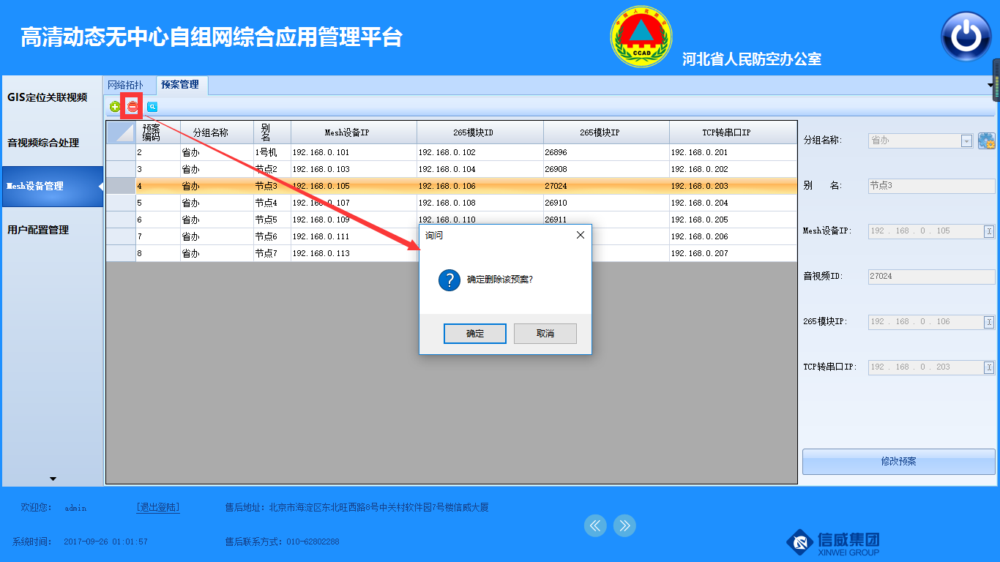 高清动态无中心自组网综合应用管理平台
CCAD
河北省人民防空办公室
GIS定位关联视频
音视频综合处理
Mesh设备管理
用户配置管理
网络拓扑 预案管理
预案编码 分组名称 别名 Mesh设备IP 265模块ID 265模块IP TCP转串口IP
2 省办 1号机 192.168.0.101 192.168.0.102 26896 192.168.0.201
3 省办 节点2 192.168.0.103 192.168.0.104 26908 192.168.0.202
4 省办 节点3 192.168.0.105 192.168.0.106 27024 192.168.0.203
5 省办 节点4 192.168.0.107 192.168.0.108 26910 192.168.0.204
6 省办 节点5 192.168.0.109 192.168.0.110 26911 192.168.0.205
7 省办 节点6 192.168.0.111 192.168.0.206
8 省办 节点7 192.168.0.113 192.168.0.207
询问
确定删除该预案?
确定 取消
分组名称: 省办
别 名: 节点3
Mesh设备IP: 192 . 168 . 0 . 105
音视频ID: 27024
265模块IP: 192 . 168 . 0 . 106
TCP转串口IP: 192 . 168 . 0 . 203
修改预案
欢迎您: admin [退出登陆] 售后地址: 北京市海淀区东北旺西路8号中关村软件园7号楼信威大厦
系统时间: 2017-09-26 01:01:57 售后联系方式: 010-62802288
信威集团
XINWEI GROUP